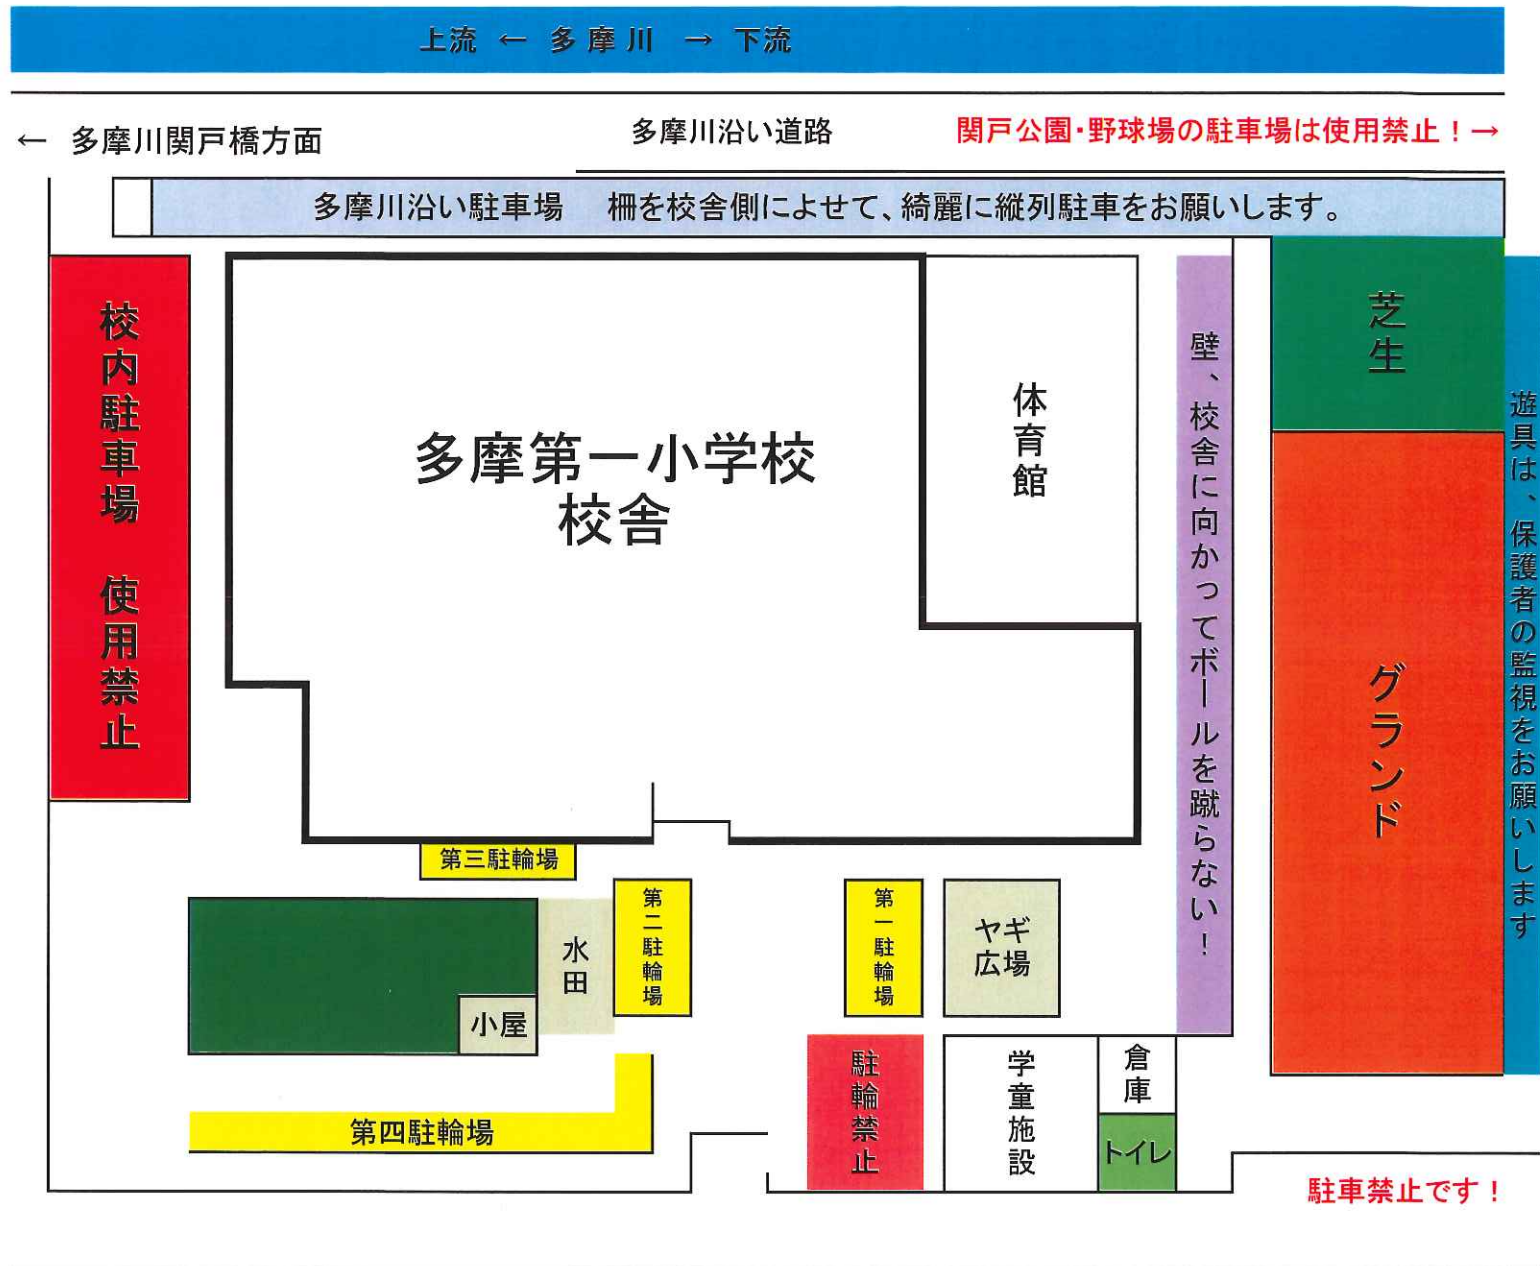 上流 ← 多摩川 → 下流
← 多摩川関戸橋方面
多摩川沿い道路
関戸公園・野球場の駐車場は使用禁止！→
多摩川沿い駐車場 柵を校舎側によせて、綺麗に縦列駐車をお願いします。
校内駐車場 使用禁止
多摩第一小学校
校舎
体育館
壁、校舎に向かってボールを蹴らない！
芝生
グランド
遊具は、保護者の監視をお願いします
第三駐輪場
水田
小屋
第二駐輪場
第一駐輪場
ヤギ
広場
第四駐輪場
駐輪禁止
学童施設
倉庫
トイレ
駐車禁止です！